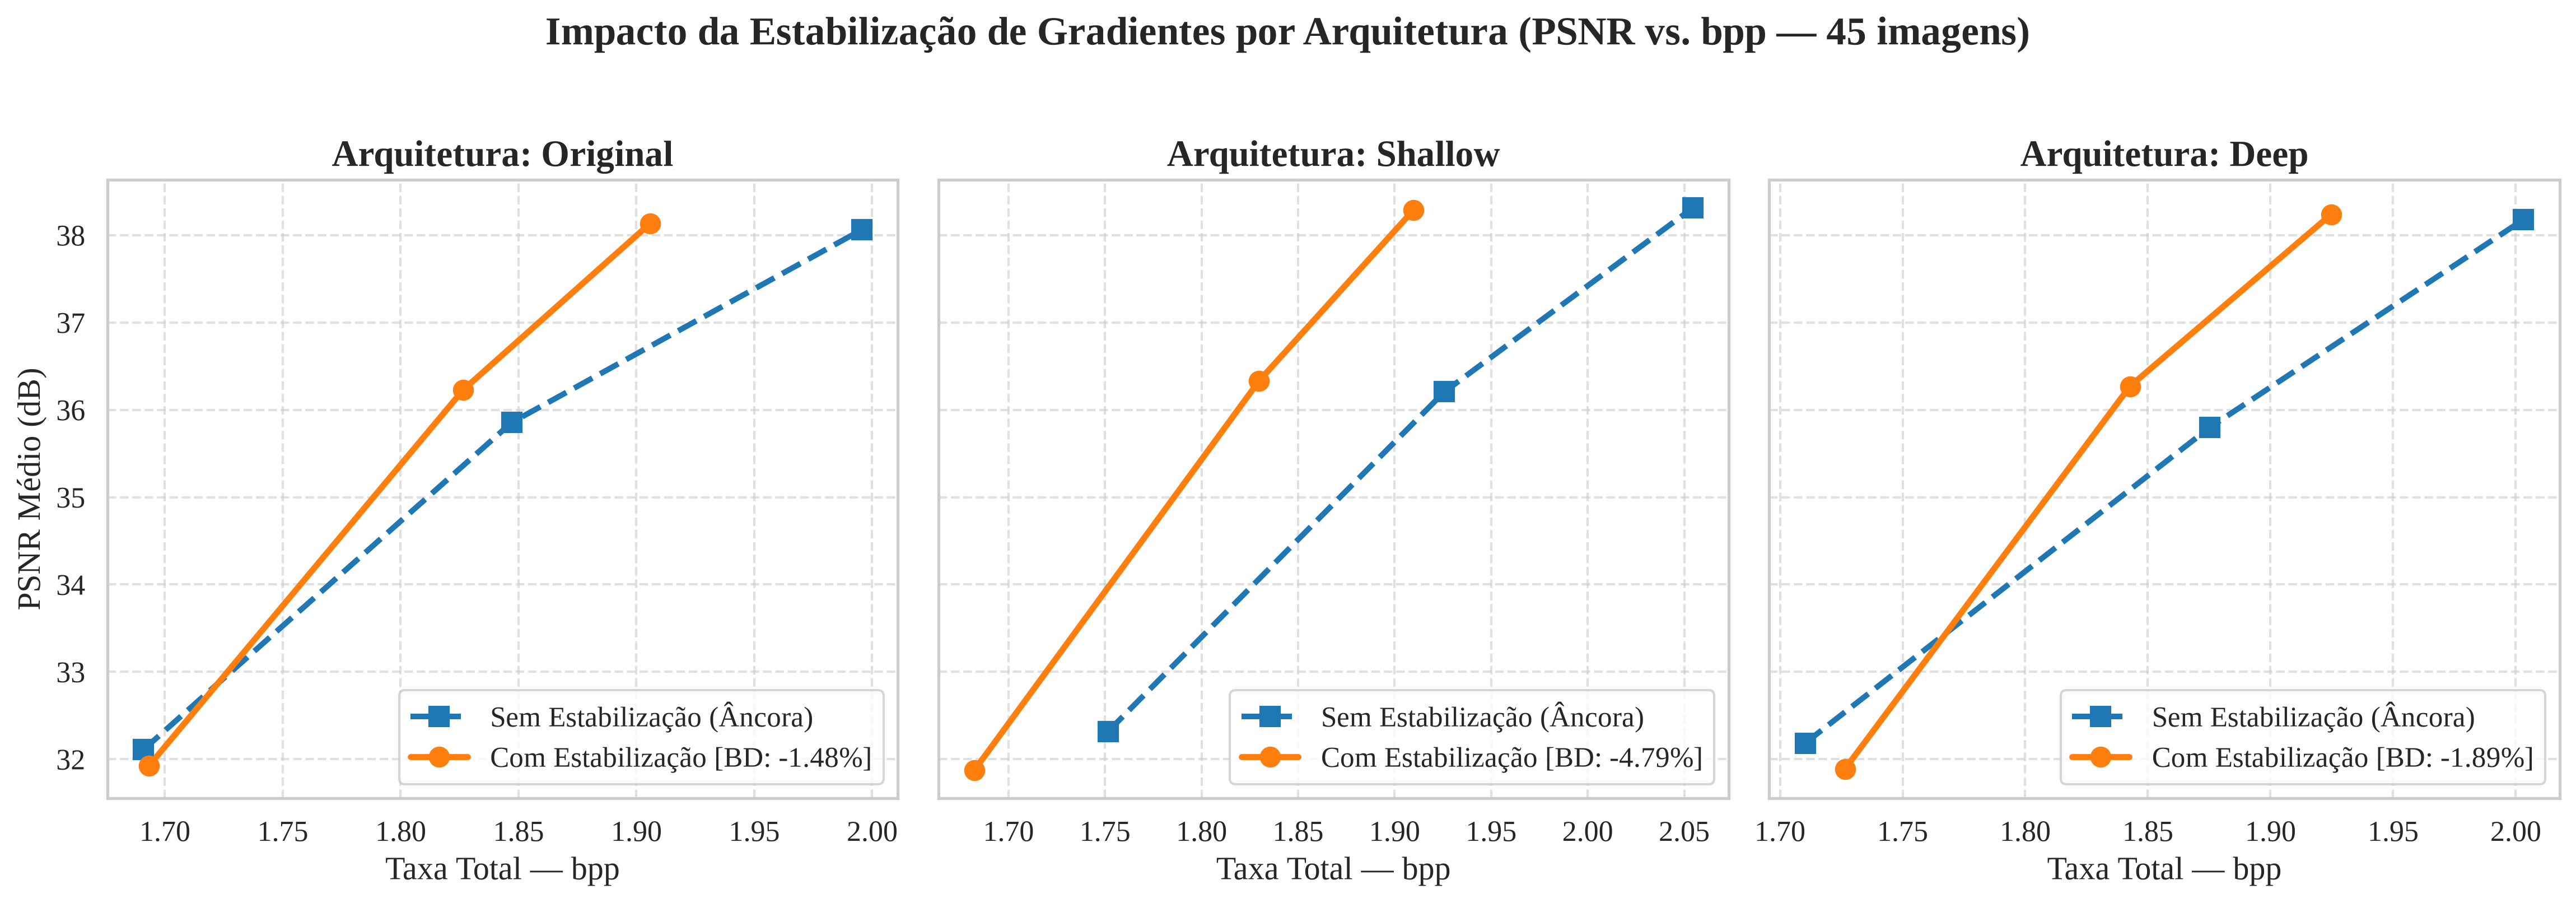 Impacto da Estabilização de Gradientes por Arquitetura (PSNR vs. bpp — 45 imagens)
Arquitetura: Original
PSNR Médio (dB)
38
37
36
35
34
33
32
Sem Estabilização (Âncora)
Com Estabilização [BD: -1.48%]
1.70 1.75 1.80 1.85 1.90 1.95 2.00
Taxa Total — bpp
Arquitetura: Shallow
Sem Estabilização (Âncora)
Com Estabilização [BD: -4.79%]
1.70 1.75 1.80 1.85 1.90 1.95 2.00 2.05
Taxa Total — bpp
Arquitetura: Deep
Sem Estabilização (Âncora)
Com Estabilização [BD: -1.89%]
1.70 1.75 1.80 1.85 1.90 1.95 2.00
Taxa Total — bpp